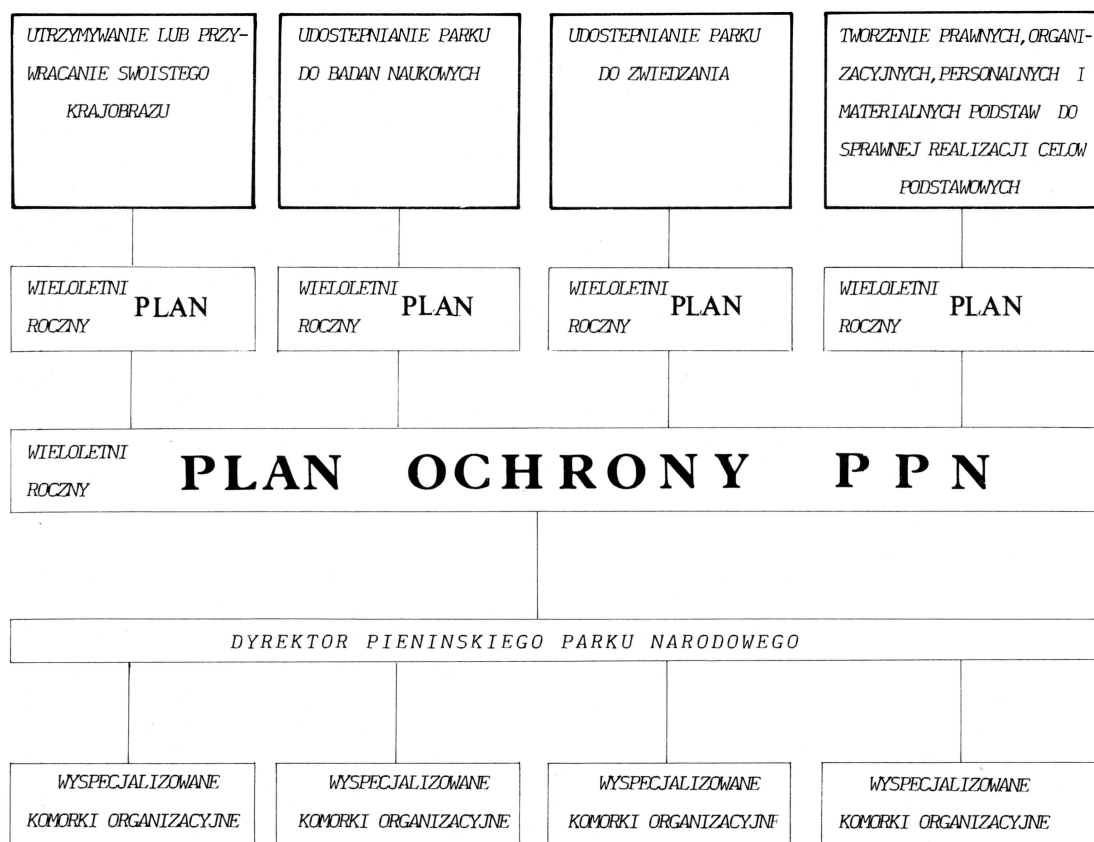 UTRZYMYWANIE LUB PRZY-
WRACANIE SWOISTEGO
KRAJOBRAZU
UDOSTEPNIANIE PARKU
DO BADAN NAUKOWYCH
UDOSTEPNIANIE PARKU
DO ZWIEDZANIA
TWORZENIE PRAWNYCH, ORGANI-
ZACYJNYCH, PERSONALNYCH I
MATERIALNYCH PODSTAW DO
SPRAWNEJ REALIZACJI CELOW
PODSTAWOWYCH
WIELOLETNI
ROCZNY
PLAN
WIELOLETNI
ROCZNY
PLAN
WIELOLETNI
ROCZNY
PLAN
WIELOLETNI
ROCZNY
PLAN
WIELOLETNI
ROCZNY
PLAN OCHRONY P P N
DYREKTOR PIENINSKIEGO PARKU NARODOWEGO
WYSPECJALIZOWANE
KOMORKI ORGANIZACYJNE
WYSPECJALIZOWANE
KOMORKI ORGANIZACYJNE
WYSPECJALIZOWANE
KOMORKI ORGANIZACYJNE
WYSPECJALIZOWANE
KOMORKI ORGANIZACYJNE